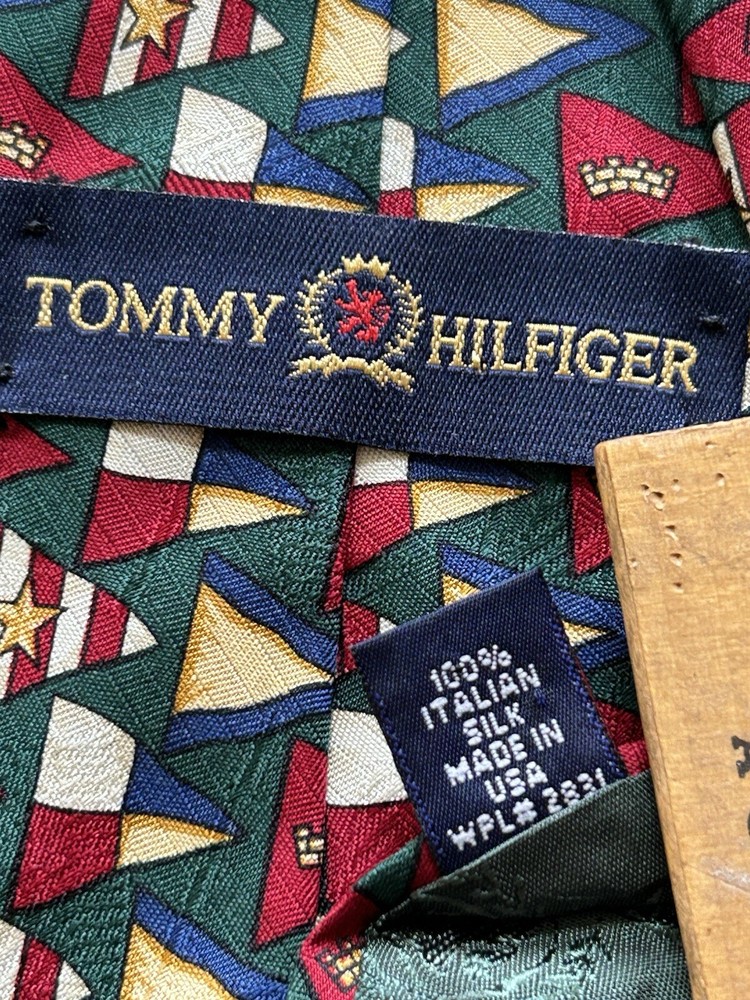 TOMMY HILFIGER
100%
ITALIAN
SILK
MADE IN
USA
WPL# 2831